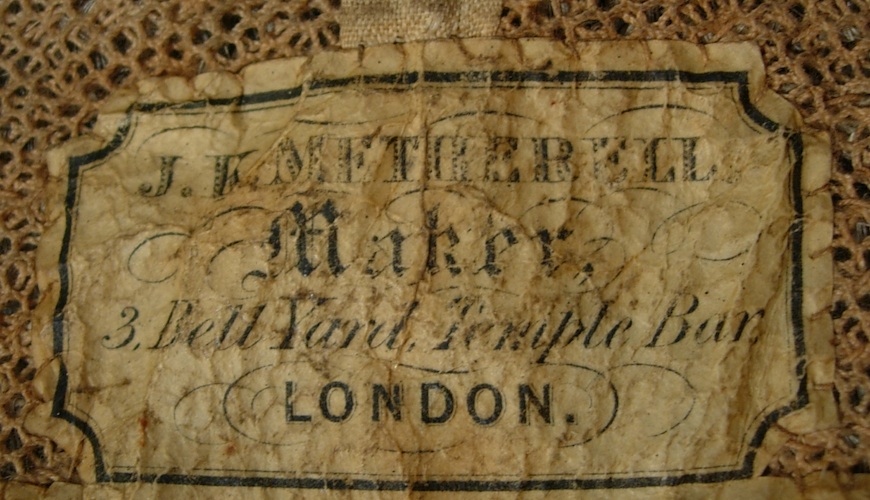 J. F. METHERELL,
Maker,
3, Bell Yard, Temple Bar,
LONDON.